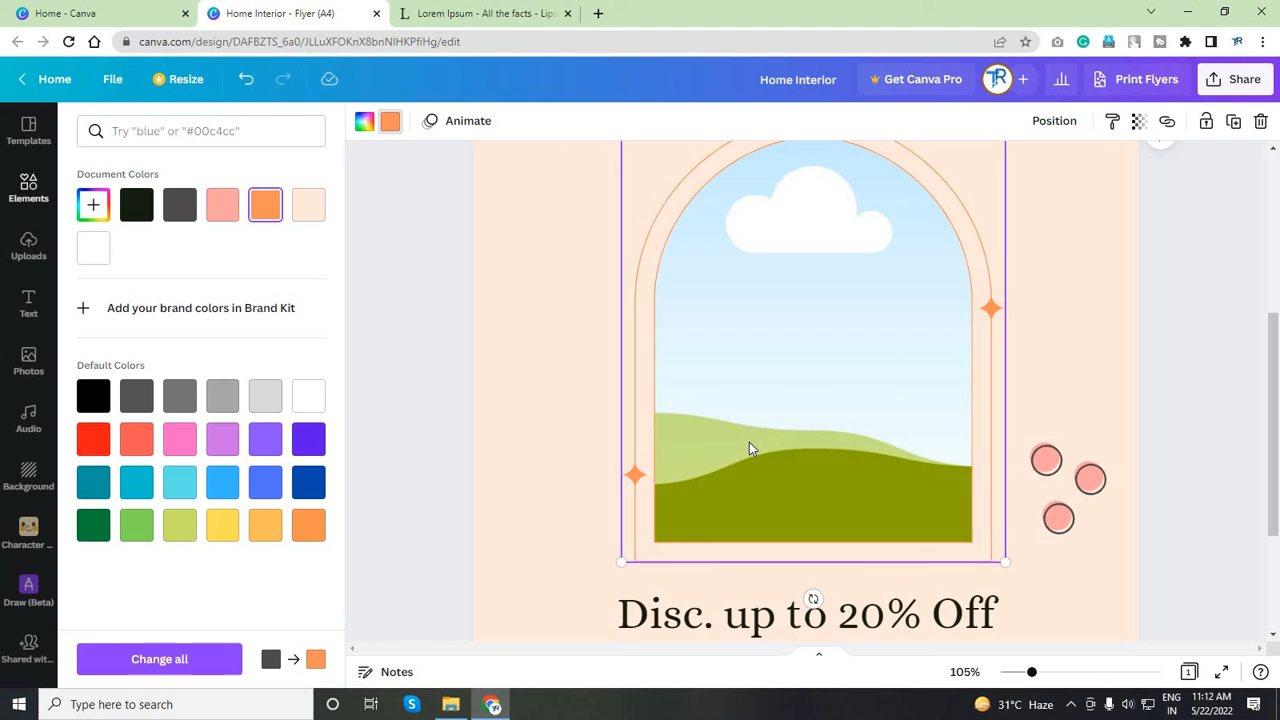 Home - Canva
Home Interior - Flyer (A4)
Lorem Ipsum - All the facts - Lips
canva.com/design/DAFBZTS_6a0/JLLuXFOKnX8bnNIHKPfiHg/edit
Home
File
Resize
Home Interior
Get Canva Pro
Print Flyers
Share
Templates
Elements
Uploads
Text
Photos
Audio
Background
Character ...
Draw (Beta)
Shared wit...
Try "blue" or "#00c4cc"
Document Colors
Add your brand colors in Brand Kit
Default Colors
Change all
Animate
Position
Disc. up to 20% Off
Notes
105%
1
Type here to search
31°C Haze
ENG
IN
11:12 AM
5/22/2022